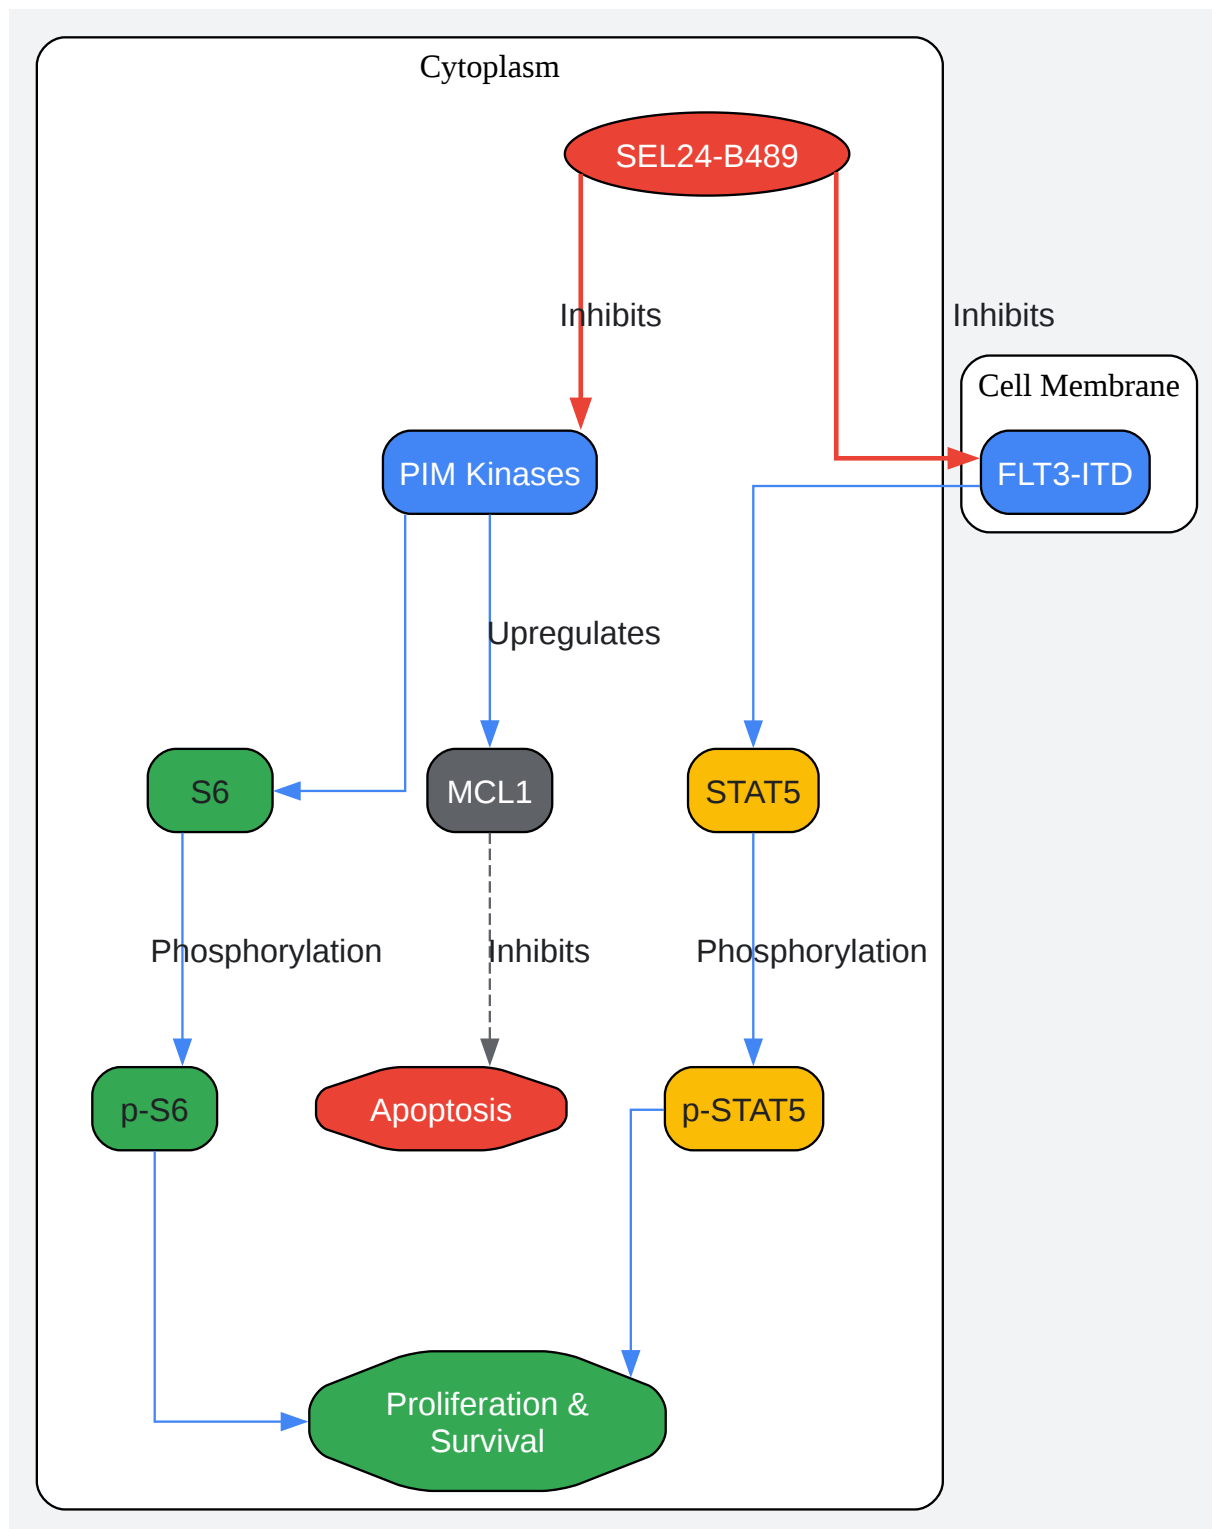 Cytoplasm
SEL24-B489
Inhibits
Inhibits
Cell Membrane
PIM Kinases
FLT3-ITD
Upregulates
S6
MCL1
STAT5
Phosphorylation
Inhibits
Phosphorylation
p-S6
Apoptosis
p-STAT5
Proliferation &
Survival